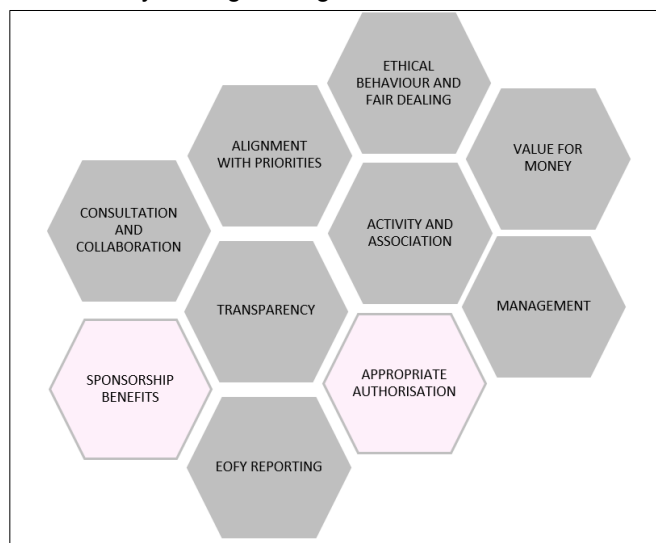 ETHICAL
BEHAVIOUR AND
FAIR DEALING
ALIGNMENT
WITH PRIORITIES
VALUE FOR
MONEY
CONSULTATION
AND
COLLABORATION
ACTIVITY AND
ASSOCIATION
TRANSPARENCY
MANAGEMENT
SPONSORSHIP
BENEFITS
APPROPRIATE
AUTHORISATION
EOFY REPORTING